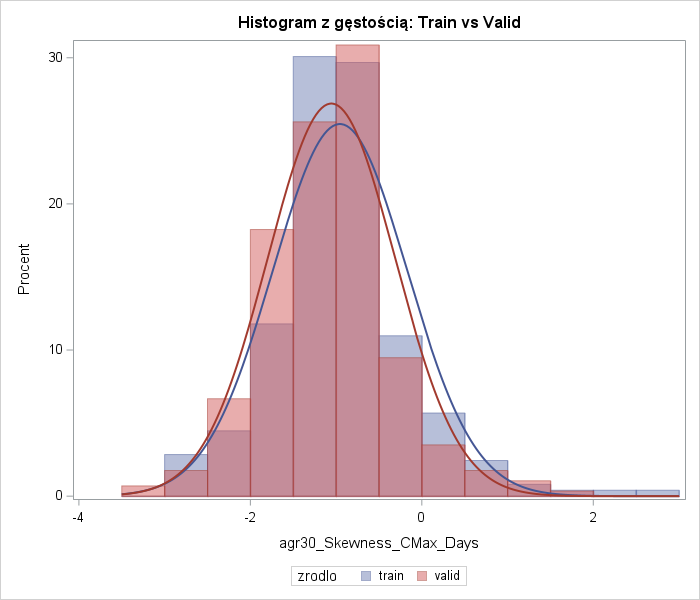 Histogram z gęstością: Train vs Valid
30
20
10
0
Procent
-4
-2
0
2
agr30_Skewness_CMax_Days
zrodlo train valid